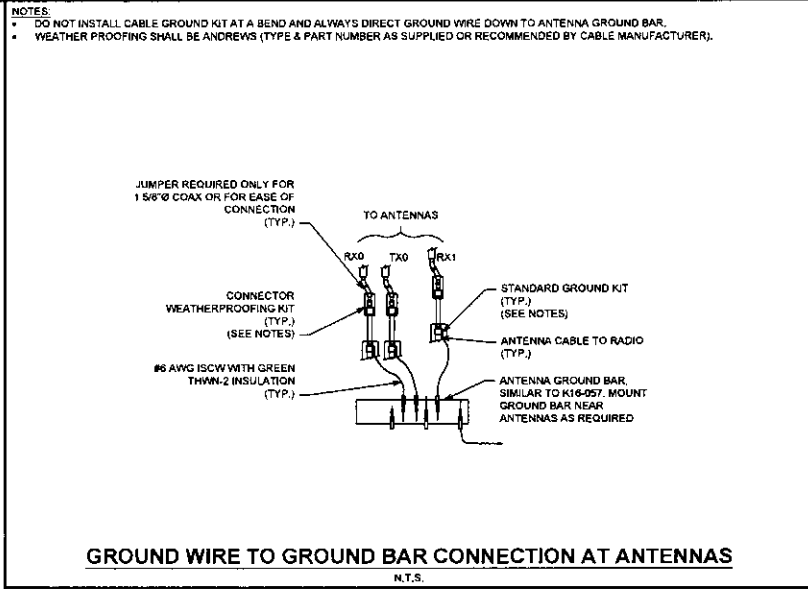 NOTES:
• DO NOT INSTALL CABLE GROUND KIT AT A BEND AND ALWAYS DIRECT GROUND WIRE DOWN TO ANTENNA GROUND BAR.
• WEATHER PROOFING SHALL BE ANDREWS (TYPE & PART NUMBER AS SUPPLIED OR RECOMMENDED BY CABLE MANUFACTURER).
JUMPER REQUIRED ONLY FOR
1 5/8"Ø COAX OR FOR EASE OF
CONNECTION
(TYP.)
TO ANTENNAS
RX0
TX0
RX1
CONNECTOR
WEATHERPROOFING KIT
(TYP.)
(SEE NOTES)
STANDARD GROUND KIT
(TYP.)
(SEE NOTES)
ANTENNA CABLE TO RADIO
(TYP.)
#6 AWG ISCW WITH GREEN
THWN-2 INSULATION
(TYP.)
ANTENNA GROUND BAR,
SIMILAR TO K16-057. MOUNT
GROUND BAR NEAR
ANTENNAS AS REQUIRED
GROUND WIRE TO GROUND BAR CONNECTION AT ANTENNAS
N.T.S.